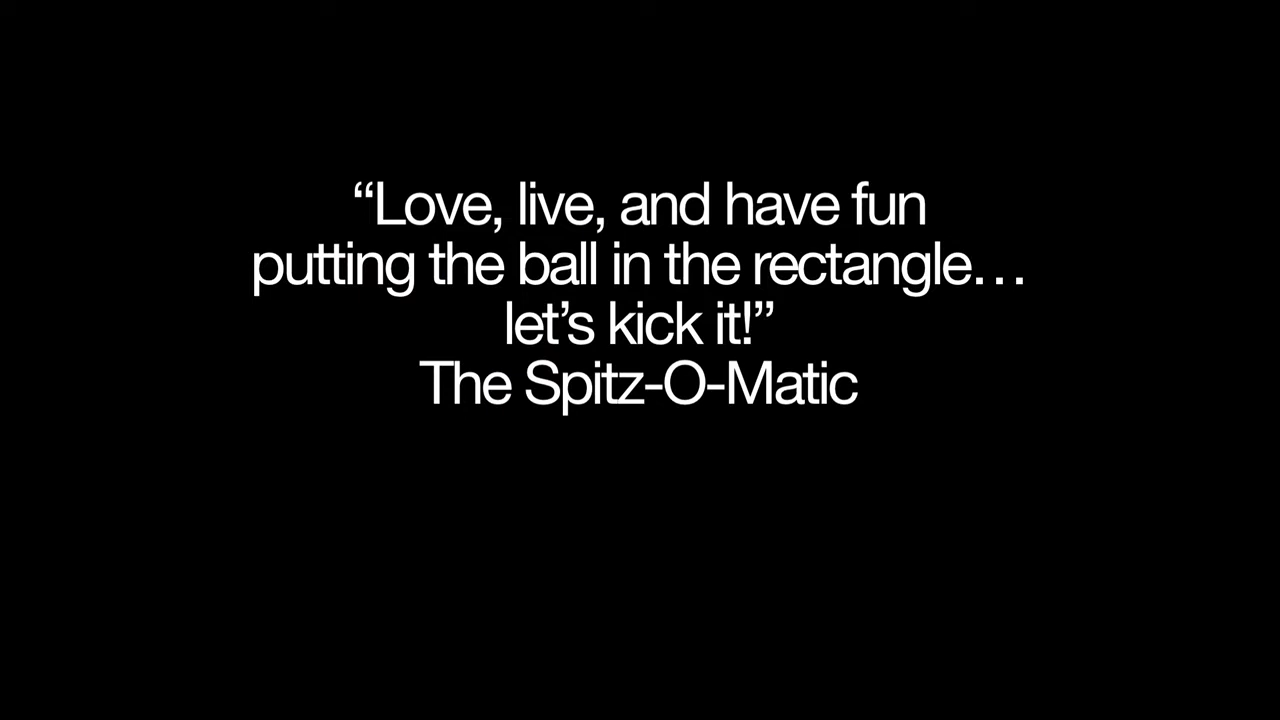 “Love, live, and have fun
putting the ball in the rectangle…
let’s kick it!”
The Spitz-O-Matic